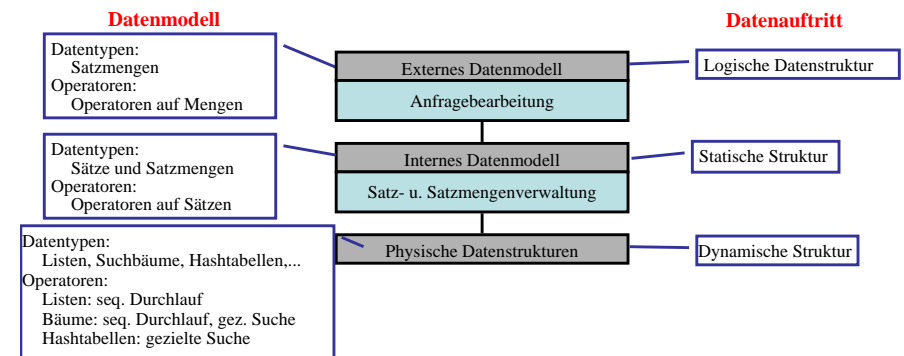 Datenmodell
Datenauftritt
Datentypen:
Satzmengen
Operatoren:
Operatoren auf Mengen
Externes Datenmodell
Anfragebearbeitung
Logische Datenstruktur
Datentypen:
Sätze und Satzmengen
Operatoren:
Operatoren auf Sätzen
Internes Datenmodell
Satz- u. Satzmengenverwaltung
Statische Struktur
Datentypen:
Listen, Suchbäume, Hashtabellen,...
Operatoren:
Listen: seq. Durchlauf
Bäume: seq. Durchlauf, gez. Suche
Hashtabellen: gezielte Suche
Physische Datenstrukturen
Dynamische Struktur